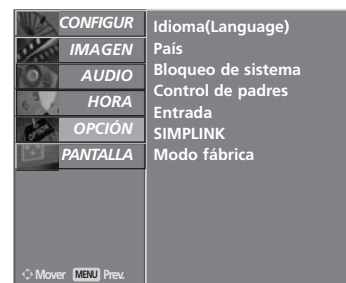 CONFIGUR
IMAGEN
AUDIO
HORA
OPCIÓN
PANTALLA
Idioma(Language)
País
Bloqueo de sistema
Control de padres
Entrada
SIMPLINK
Modo fábrica
Mover MENU Prev.